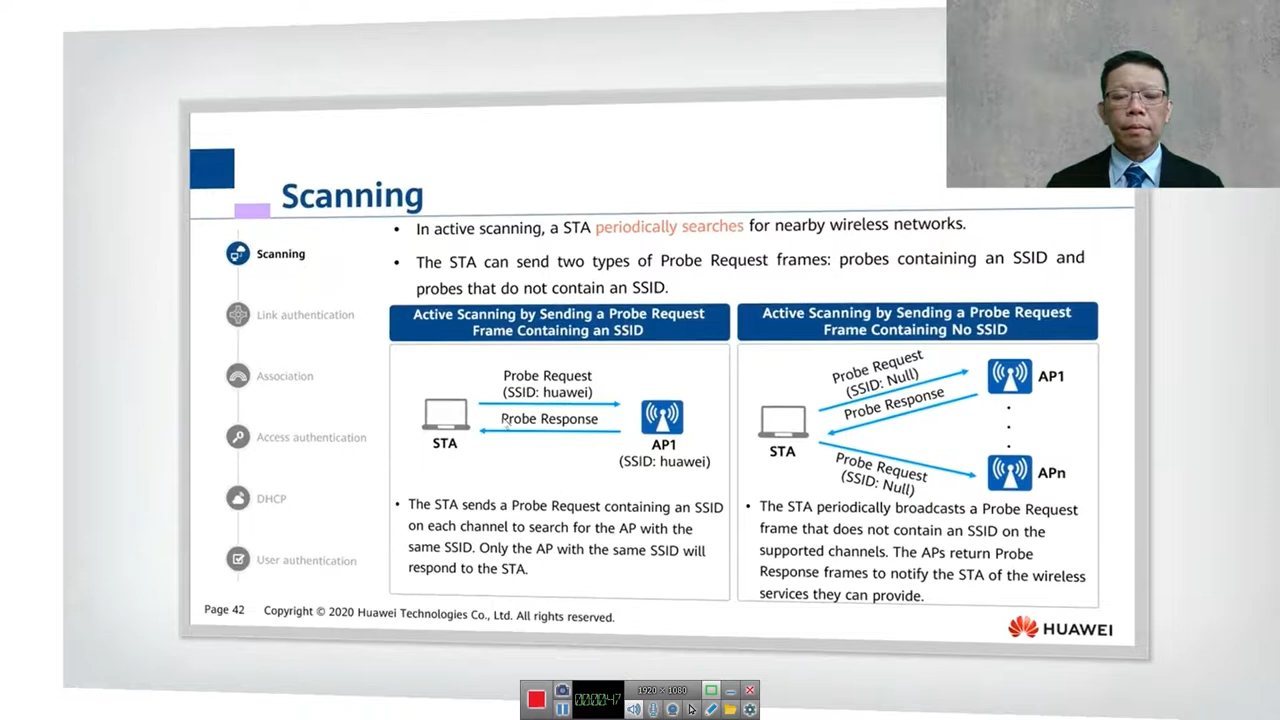 Scanning
• In active scanning, a STA periodically searches for nearby wireless networks.
• The STA can send two types of Probe Request frames: probes containing an SSID and
probes that do not contain an SSID.
Scanning
Link authentication
Association
Access authentication
DHCP
User authentication
Active Scanning by Sending a Probe Request
Frame Containing an SSID
Probe Request
(SSID: huawei)
Probe Response
STA
AP1
(SSID: huawei)
• The STA sends a Probe Request containing an SSID
on each channel to search for the AP with the
same SSID. Only the AP with the same SSID will
respond to the STA.
Active Scanning by Sending a Probe Request
Frame Containing No SSID
Probe Request
(SSID: Null)
Probe Response
AP1
STA
Probe Request
(SSID: Null)
APn
• The STA periodically broadcasts a Probe Request
frame that does not contain an SSID on the
supported channels. The APs return Probe
Response frames to notify the STA of the wireless
services they can provide.
Page 42
Copyright © 2020 Huawei Technologies Co., Ltd. All rights reserved.
HUAWEI
00:00:47
1920 × 1080